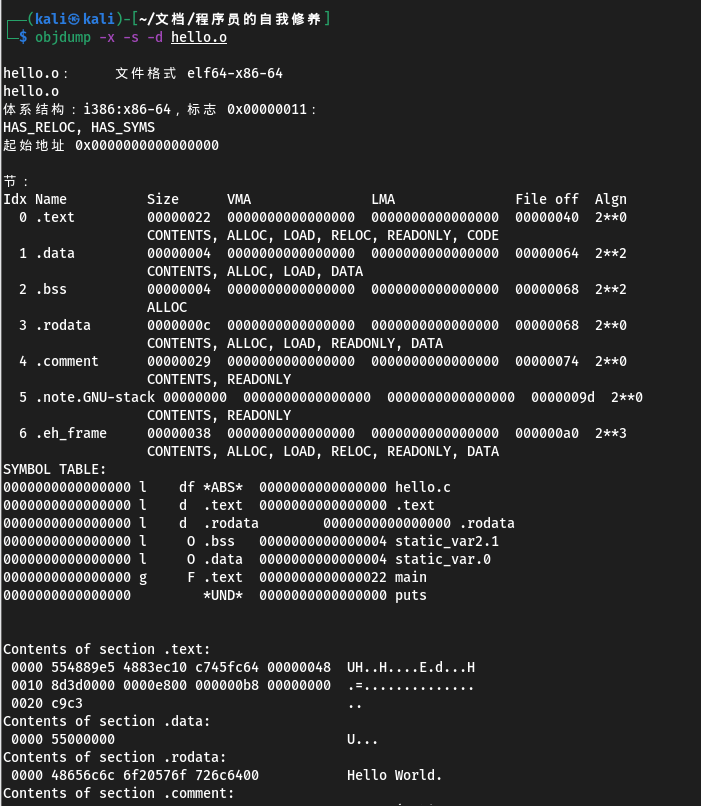 ┌──(kali㉿kali)-[~/文档/程序员的自我修养]
└─$ objdump -x -s -d hello.o

hello.o：     文件格式 elf64-x86-64
hello.o
体系结构：i386:x86-64，标志 0x00000011：
HAS_RELOC, HAS_SYMS
起始地址 0x0000000000000000

节：
Idx Name          Size      VMA               LMA               File off  Algn
  0 .text         00000022  0000000000000000  0000000000000000  00000040  2**0
                  CONTENTS, ALLOC, LOAD, RELOC, READONLY, CODE
  1 .data         00000004  0000000000000000  0000000000000000  00000064  2**2
                  CONTENTS, ALLOC, LOAD, DATA
  2 .bss          00000004  0000000000000000  0000000000000000  00000068  2**2
                  ALLOC
  3 .rodata       0000000c  0000000000000000  0000000000000000  00000068  2**0
                  CONTENTS, ALLOC, LOAD, READONLY, DATA
  4 .comment      00000029  0000000000000000  0000000000000000  00000074  2**0
                  CONTENTS, READONLY
  5 .note.GNU-stack 00000000  0000000000000000  0000000000000000  0000009d  2**0
                  CONTENTS, READONLY
  6 .eh_frame     00000038  0000000000000000  0000000000000000  000000a0  2**3
                  CONTENTS, ALLOC, LOAD, RELOC, READONLY, DATA
SYMBOL TABLE:
0000000000000000 l    df *ABS*  0000000000000000 hello.c
0000000000000000 l    d  .text  0000000000000000 .text
0000000000000000 l    d  .rodata        0000000000000000 .rodata
0000000000000000 l     O .bss   0000000000000004 static_var2.1
0000000000000000 l     O .data  0000000000000004 static_var.0
0000000000000000 g     F .text  0000000000000022 main
0000000000000000         *UND*  0000000000000000 puts


Contents of section .text:
 0000 554889e5 4883ec10 c745fc64 00000048  UH..H....E.d...H
 0010 8d3d0000 0000e800 000000b8 00000000  .=..............
 0020 c9c3                                 ..
Contents of section .data:
 0000 55000000                             U...
Contents of section .rodata:
 0000 48656c6c 6f20576f 726c6400           Hello World.
Contents of section .comment: